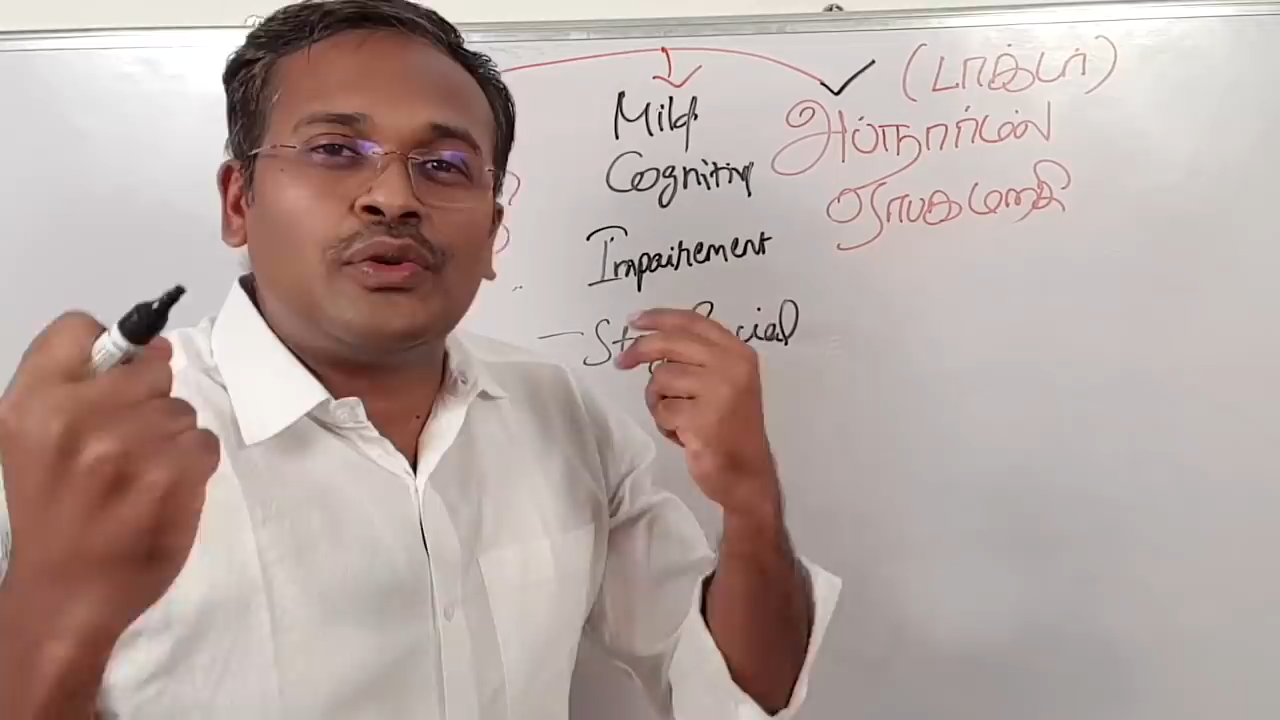 (டாக்டர்)
Mild
அப்நார்மல்
Cognitive
ஞாபகமறதி
Impairement